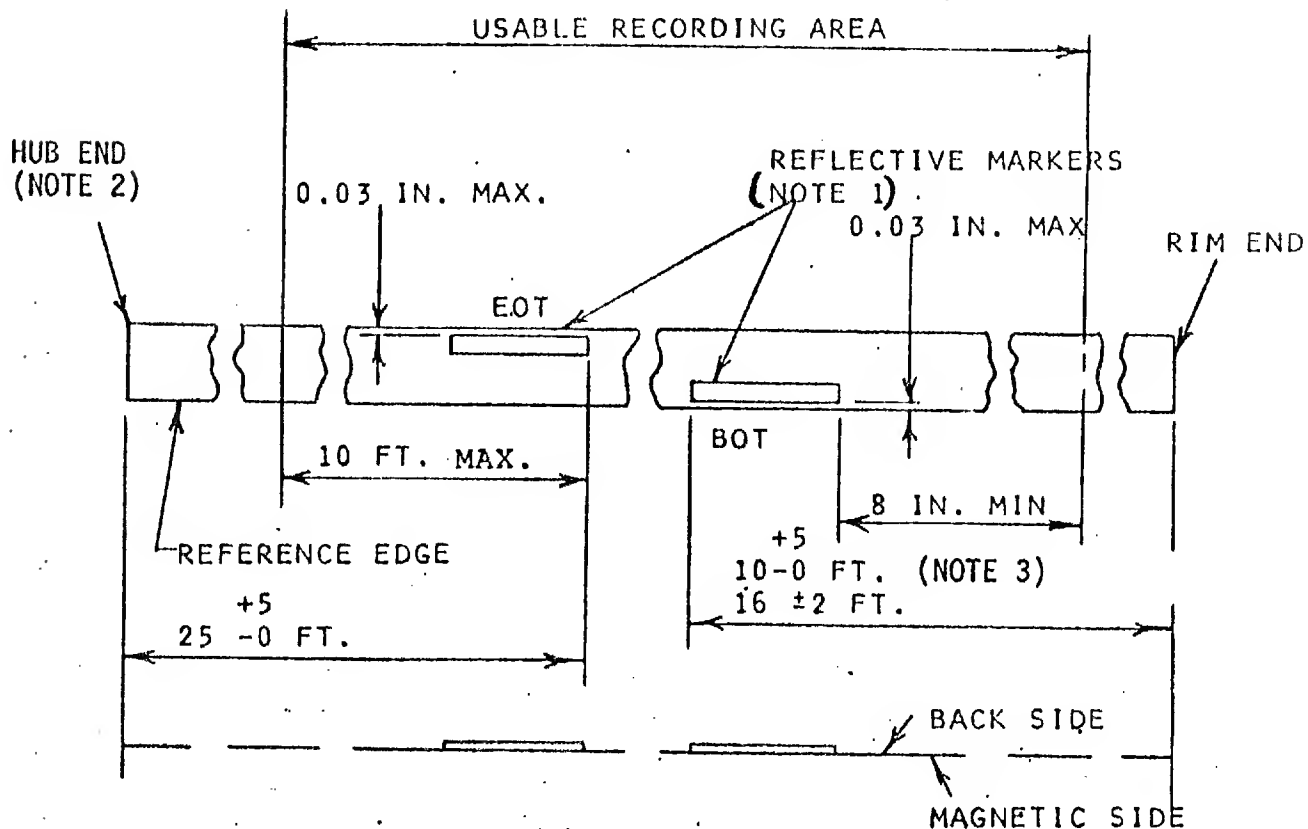 USABLE RECORDING AREA
HUB END
(NOTE 2)
REFLECTIVE MARKERS
(NOTE 1)
0.03 IN. MAX.
0.03 IN. MAX
RIM END
EOT
BOT
10 FT. MAX.
8 IN. MIN
REFERENCE EDGE
+5
10-0 FT. (NOTE 3)
16 ±2 FT.
+5
25 -0 FT.
BACK SIDE
MAGNETIC SIDE